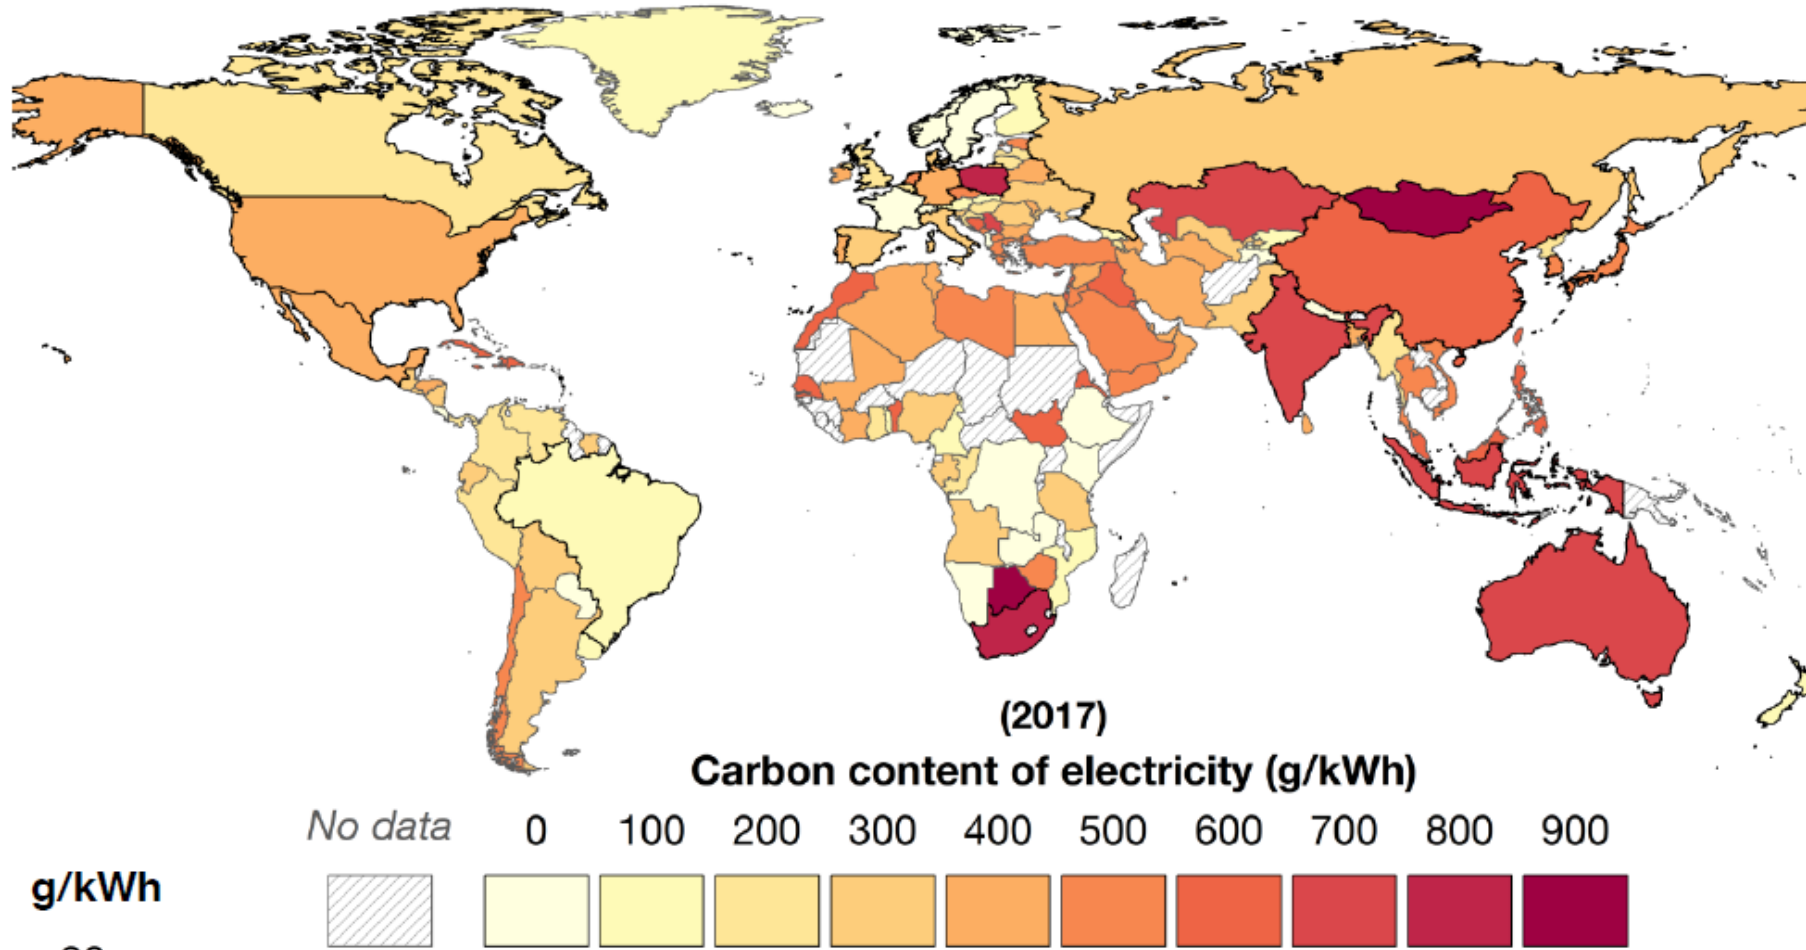 (2017)
Carbon content of electricity (g/kWh)
No data 0 100 200 300 400 500 600 700 800 900
g/kWh